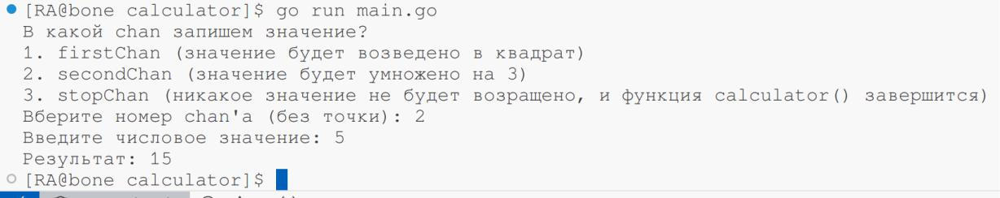 [RA@bone calculator]$ go run main.go
В какой chan запишем значение?
1. firstChan (значение будет возведено в квадрат)
2. secondChan (значение будет умножено на 3)
3. stopChan (никакое значение не будет возращено, и функция calculator() завершится)
Вберите номер chan'а (без точки): 2
Введите числовое значение: 5
Результат: 15
[RA@bone calculator]$